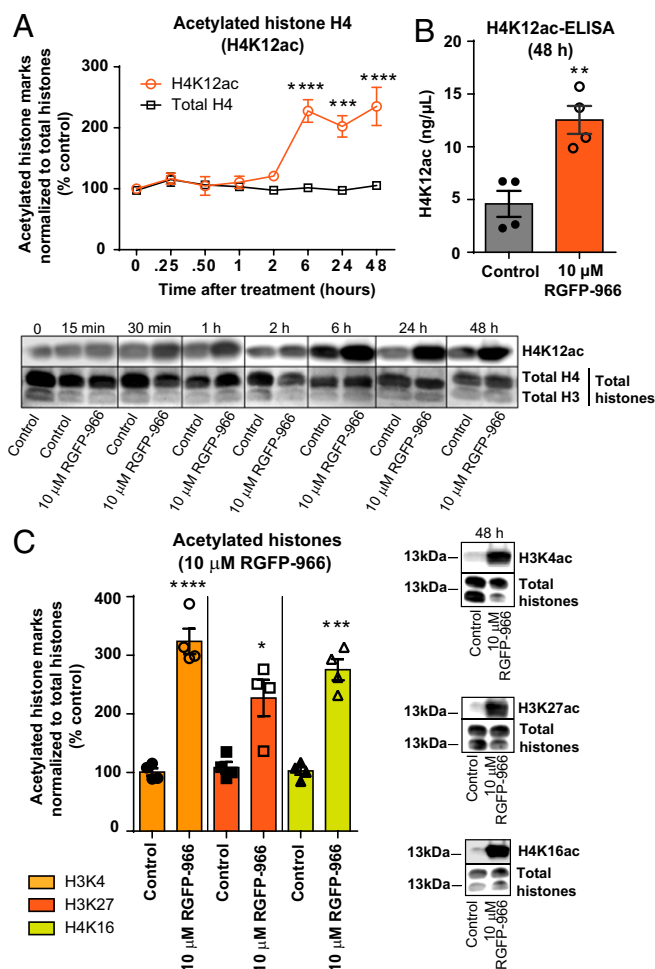 A
Acetylated histone H4
(H4K12ac)
Acetylated histone marks
normalized to total histones
(% control)
300
200
100
0
H4K12ac
Total H4
****
***
****
0 .25 .50 1 2 6 24 48
Time after treatment (hours)
B
H4K12ac-ELISA
(48 h)
H4K12ac (ng/µL)
20
15
10
5
0
**
Control
10 µM
RGFP-966
0 15 min 30 min 1 h 2 h 6 h 24 h 48 h
H4K12ac
Total H4
Total H3
Total
histones
Control
Control
10 µM RGFP-966
Control
10 µM RGFP-966
Control
10 µM RGFP-966
Control
10 µM RGFP-966
Control
10 µM RGFP-966
Control
10 µM RGFP-966
Control
10 µM RGFP-966
C
Acetylated histones
(10 µM RGFP-966)
Acetylated histone marks
normalized to total histones
(% control)
400
300
200
100
0
****
*
***
Control
10 µM RGFP-966
Control
10 µM RGFP-966
Control
10 µM RGFP-966
H3K4
H3K27
H4K16
48 h
13kDa
H3K4ac
13kDa
Total
histones
Control
10 µM
RGFP-966
13kDa
H3K27ac
13kDa
Total
histones
Control
10 µM
RGFP-966
13kDa
H4K16ac
13kDa
Total
histones
Control
10 µM
RGFP-966